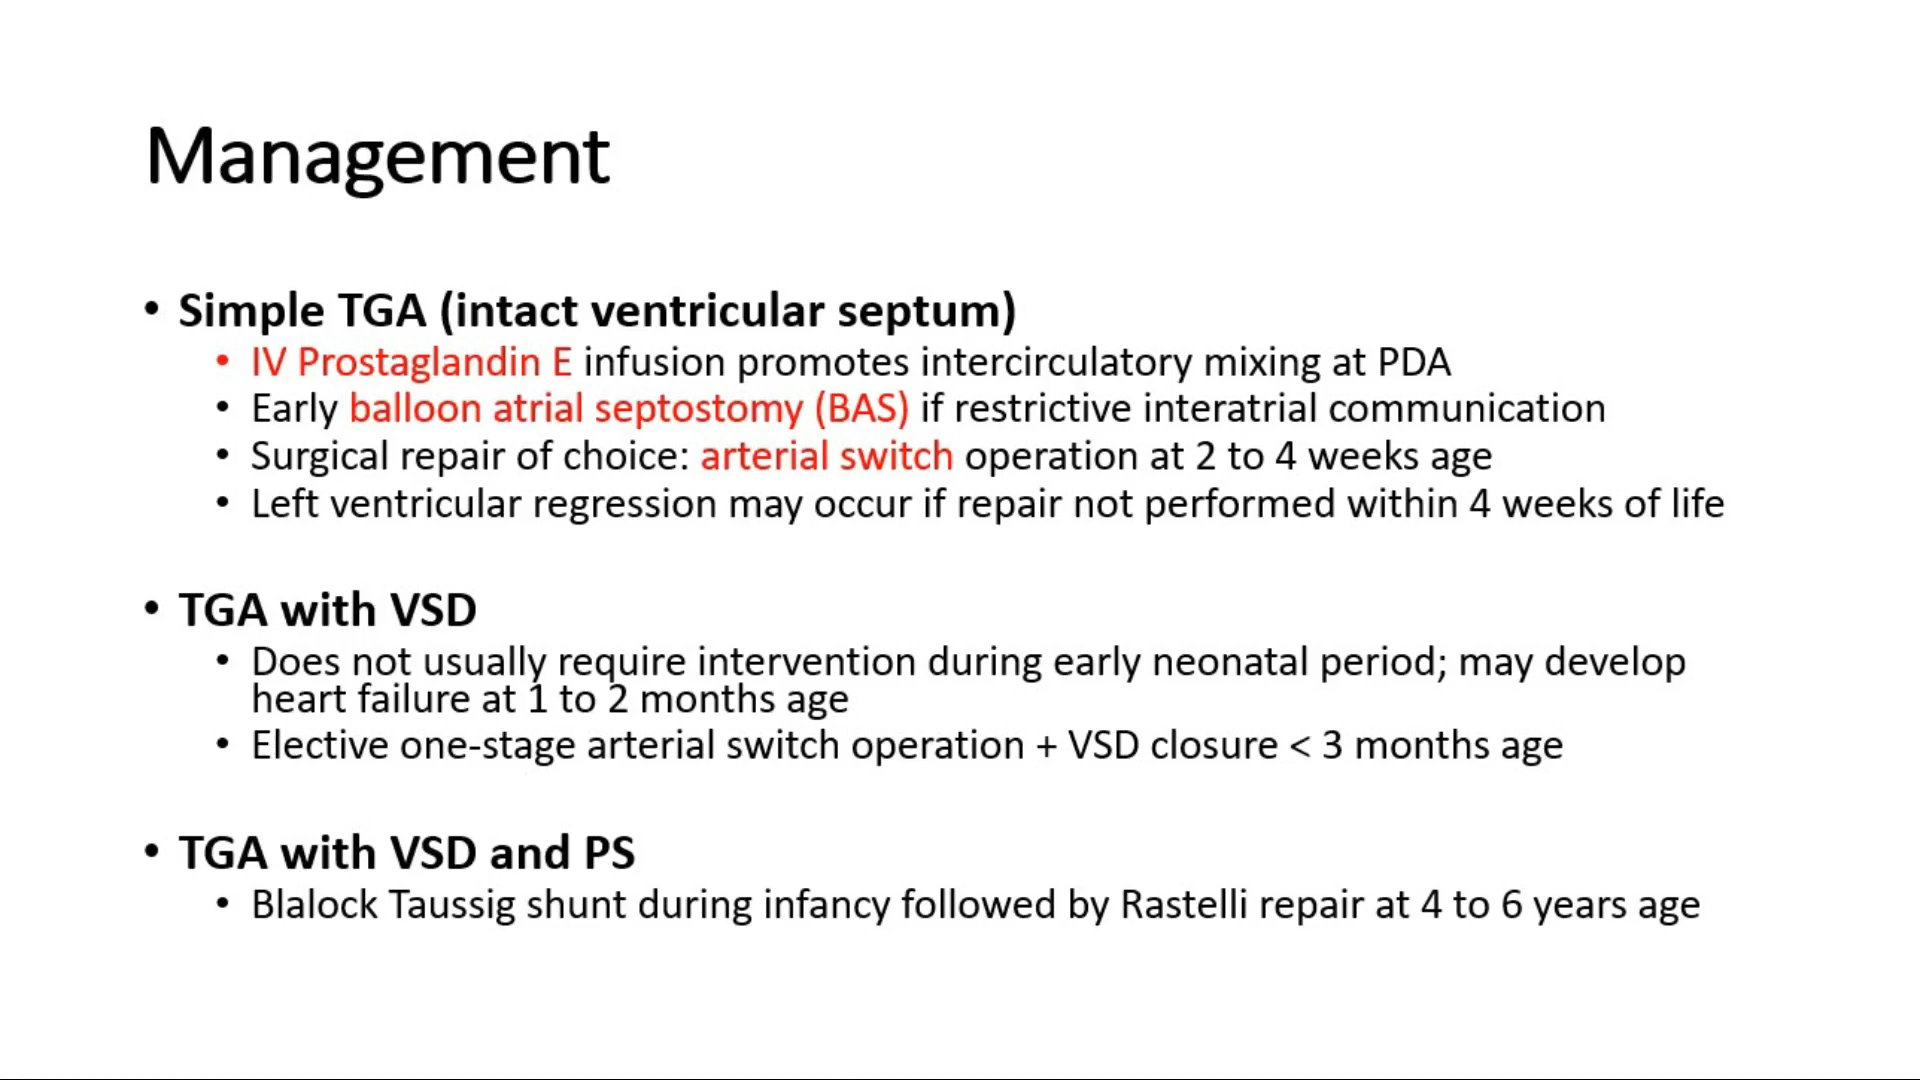 Management
• Simple TGA (intact ventricular septum)
• IV Prostaglandin E infusion promotes intercirculatory mixing at PDA
• Early balloon atrial septostomy (BAS) if restrictive interatrial communication
• Surgical repair of choice: arterial switch operation at 2 to 4 weeks age
• Left ventricular regression may occur if repair not performed within 4 weeks of life
• TGA with VSD
• Does not usually require intervention during early neonatal period; may develop
heart failure at 1 to 2 months age
• Elective one-stage arterial switch operation + VSD closure < 3 months age
• TGA with VSD and PS
• Blalock Taussig shunt during infancy followed by Rastelli repair at 4 to 6 years age